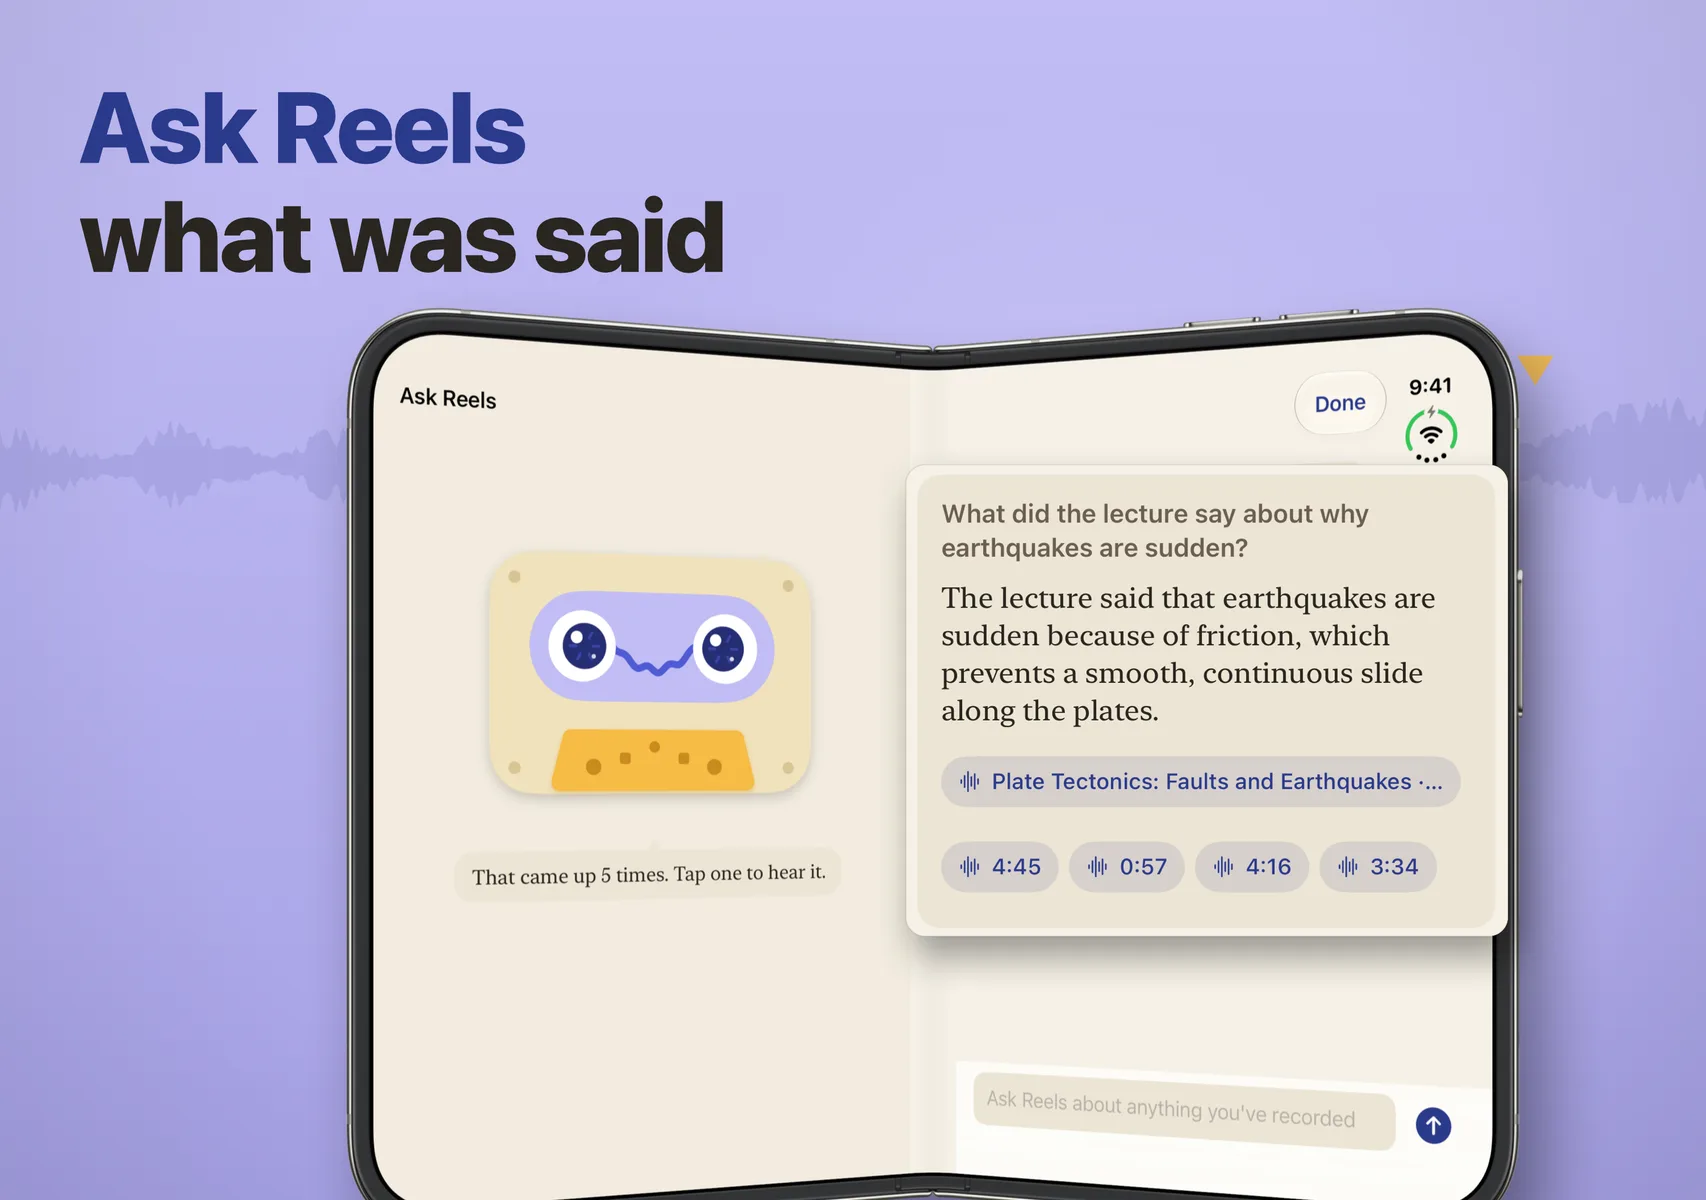 Ask Reels
what was said
Ask Reels
Done
9:41
What did the lecture say about why
earthquakes are sudden?
The lecture said that earthquakes are
sudden because of friction, which
prevents a smooth, continuous slide
along the plates.
Plate Tectonics: Faults and Earthquakes ·...
4:45
0:57
4:16
3:34
That came up 5 times. Tap one to hear it.
Ask Reels about anything you've recorded